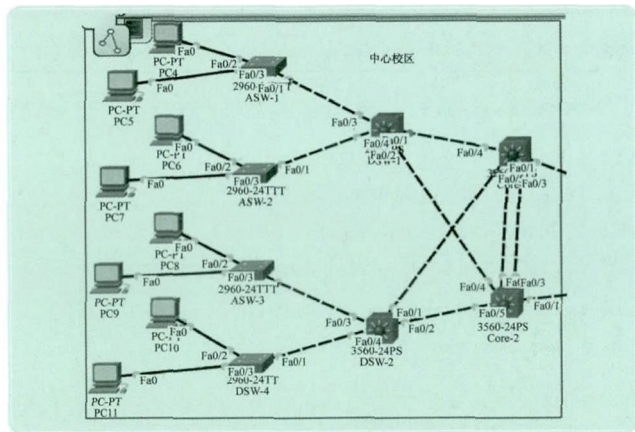 中心校区
PC-PT
PC4
Fa0
Fa0/2
Fa0/3
Fa0/1
ASW-1
PC-PT
PC5
Fa0
Fa0/3
Fa0/4
Fa0/1
Fa0/2
DSW-1
Fa0/4
Fa0/1
Fa0/3
PC6
Fa0
Fa0/2
Fa0/3
Fa0/1
2960-24TTT
ASW-2
PC-PT
PC7
Fa0
PC8
Fa0
Fa0/2
Fa0/3
2960-24TTT
ASW-3
PC-PT
PC9
Fa0
Fa0/3
Fa0/1
Fa0/2
Fa0/4
3560-24PS
DSW-2
Fa0/4
Fa0/3
Fa0/5
Fa0/1
3560-24PS
Core-2
PC10
Fa0
Fa0/2
Fa0/3
Fa0/1
2960-24TT
DSW-4
PC-PT
PC11
Fa0